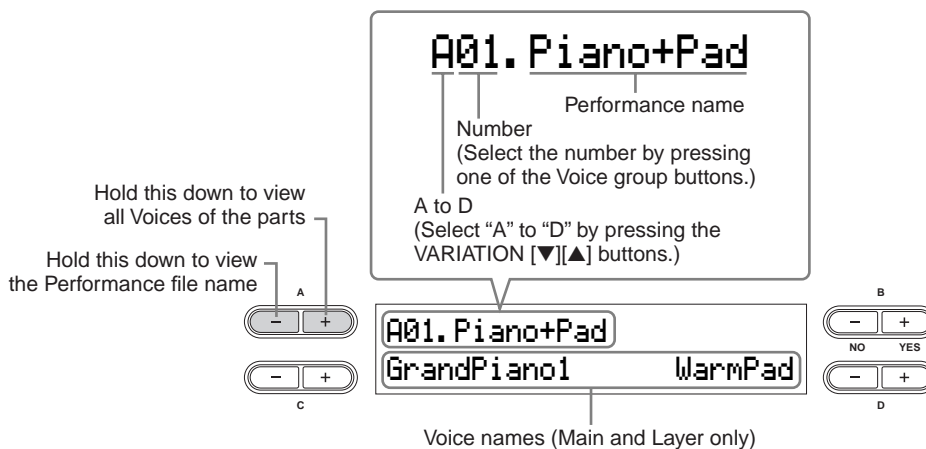 A01.Piano+Pad
Performance name
Number
(Select the number by pressing
one of the Voice group buttons.)
A to D
(Select “A” to “D” by pressing the
VARIATION [▼][▲] buttons.)
Hold this down to view
all Voices of the parts
Hold this down to view
the Performance file name
A
− +
C
− +
A01.Piano+Pad
GrandPiano1 WarmPad
B
− +
NO YES
− +
D
Voice names (Main and Layer only)